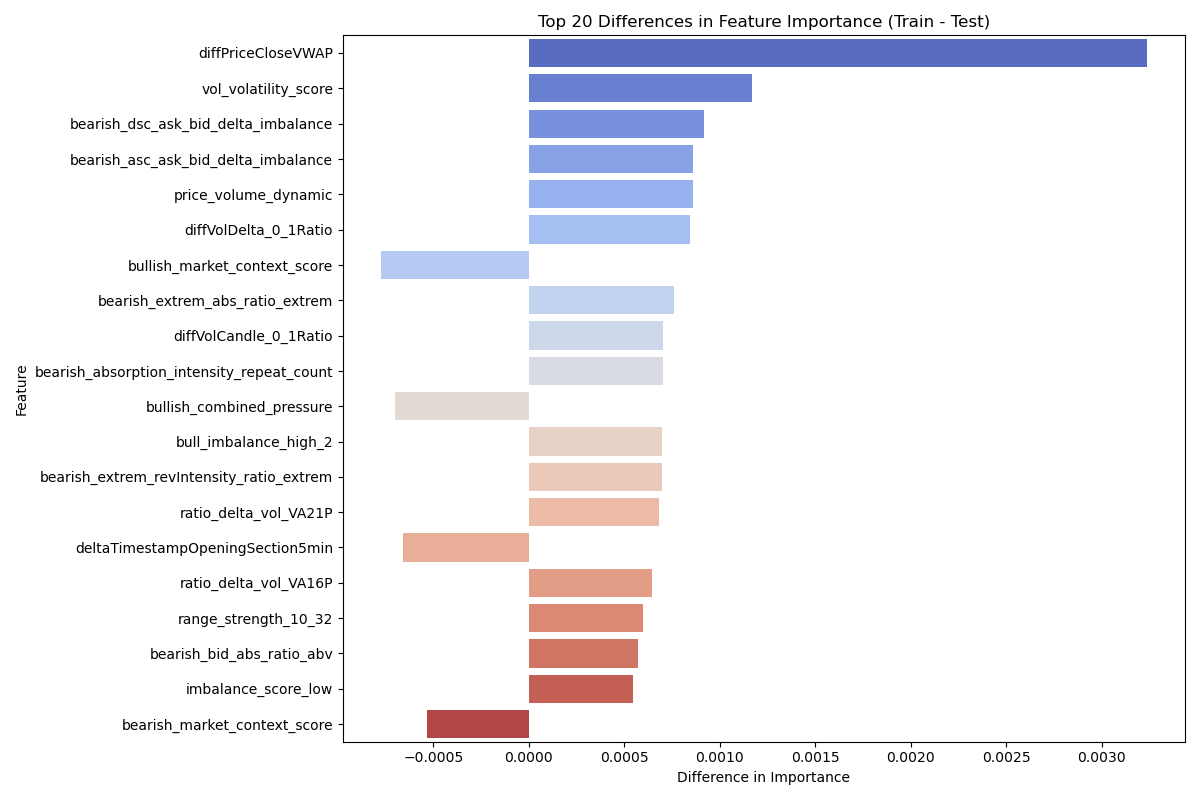 Top 20 Differences in Feature Importance (Train - Test)
diffPriceCloseVWAP
vol_volatility_score
bearish_dsc_ask_bid_delta_imbalance
bearish_asc_ask_bid_delta_imbalance
price_volume_dynamic
diffVolDelta_0_1Ratio
bullish_market_context_score
bearish_extrem_abs_ratio_extrem
diffVolCandle_0_1Ratio
bearish_absorption_intensity_repeat_count
bullish_combined_pressure
bull_imbalance_high_2
bearish_extrem_revIntensity_ratio_extrem
ratio_delta_vol_VA21P
deltaTimestampOpeningSection5min
ratio_delta_vol_VA16P
range_strength_10_32
bearish_bid_abs_ratio_abv
imbalance_score_low
bearish_market_context_score
Feature
−0.0005 0.0000 0.0005 0.0010 0.0015 0.0020 0.0025 0.0030
Difference in Importance